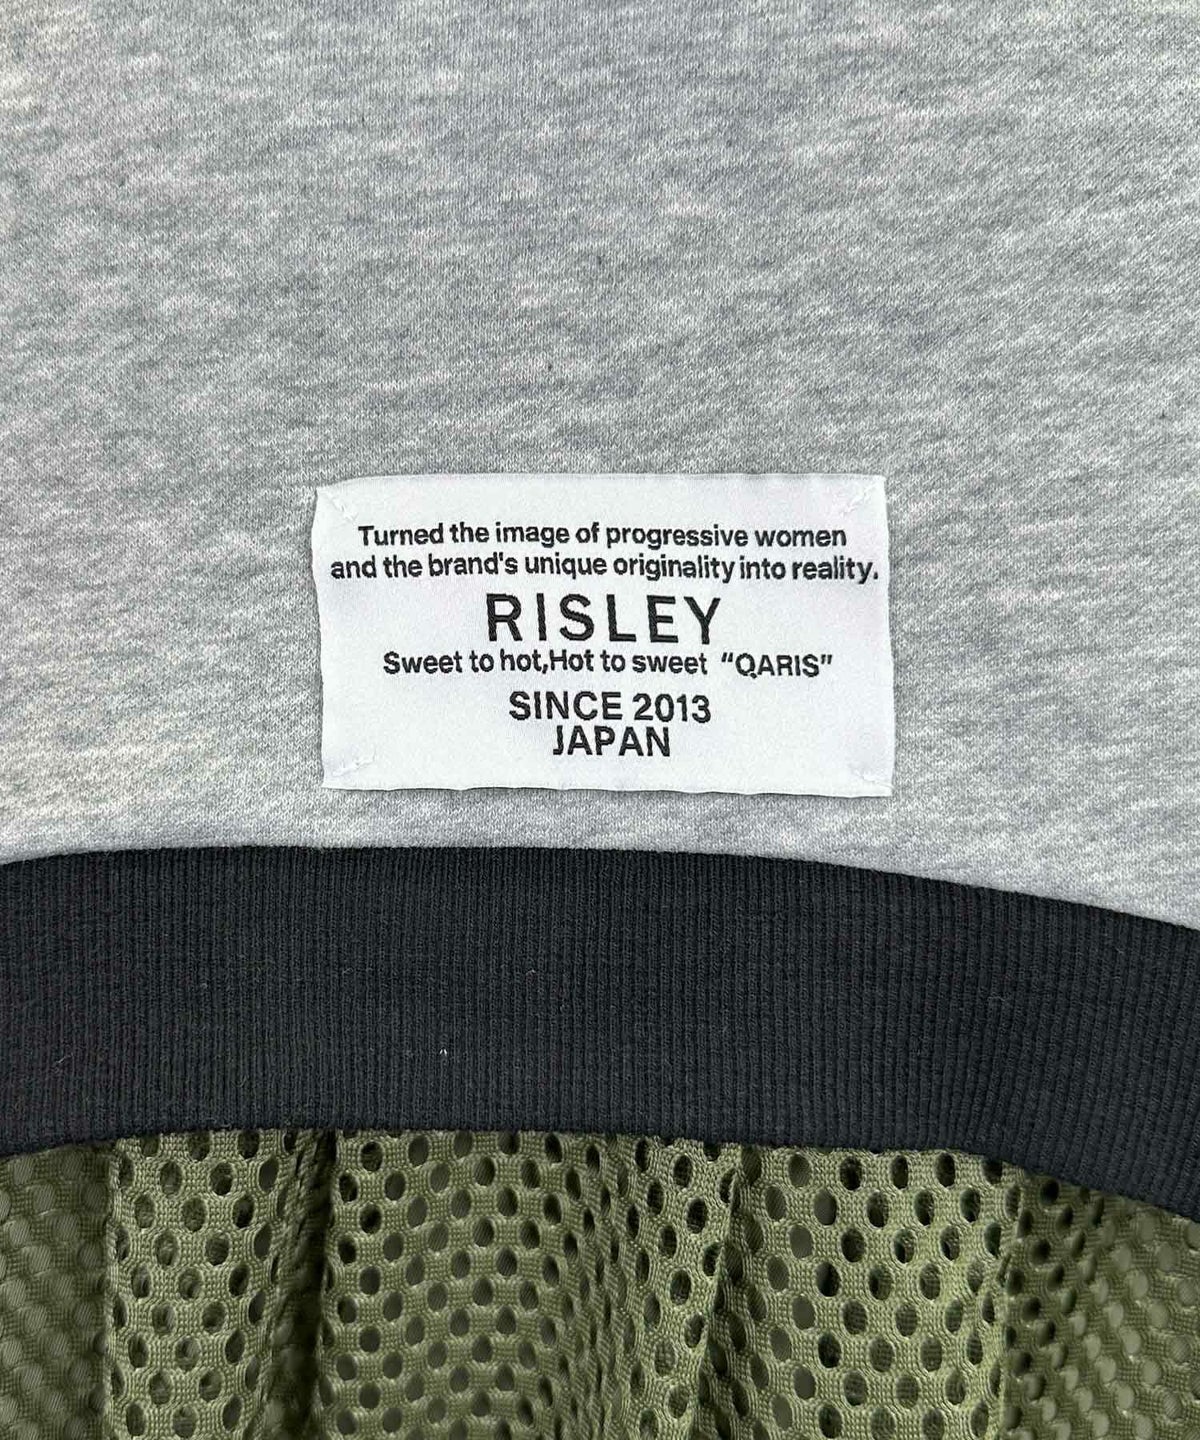 Turned the image of progressive women
and the brand's unique originality into reality.
RISLEY
Sweet to hot,Hot to sweet “QARIS”
SINCE 2013
JAPAN